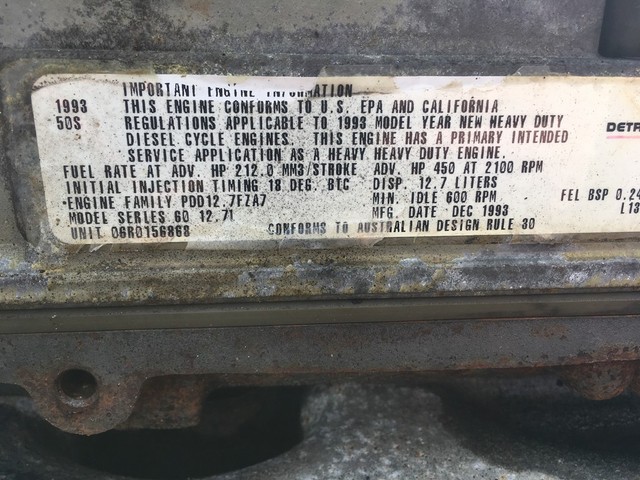 IMPORTANT ENGINE INFORMATION
1993 THIS ENGINE CONFORMS TO U.S. EPA AND CALIFORNIA
50S REGULATIONS APPLICABLE TO 1993 MODEL YEAR NEW HEAVY DUTY
DIESEL CYCLE ENGINES. THIS ENGINE HAS A PRIMARY INTENDED
SERVICE APPLICATION AS A HEAVY HEAVY DUTY ENGINE.
FUEL RATE AT ADV. HP 212.0 MM3/STROKE ADV. HP 450 AT 2100 RPM
INITIAL INJECTION TIMING 18 DEG. BTC DISP. 12.7 LITERS
ENGINE FAMILY PDD12.7FZA7 MIN. IDLE 600 RPM FEL BSP 0.24
MODEL SERIES 60 12.71 MFG. DATE DEC 1993 L13
UNIT 06R0156868 CONFORMS TO AUSTRALIAN DESIGN RULE 30
DETR